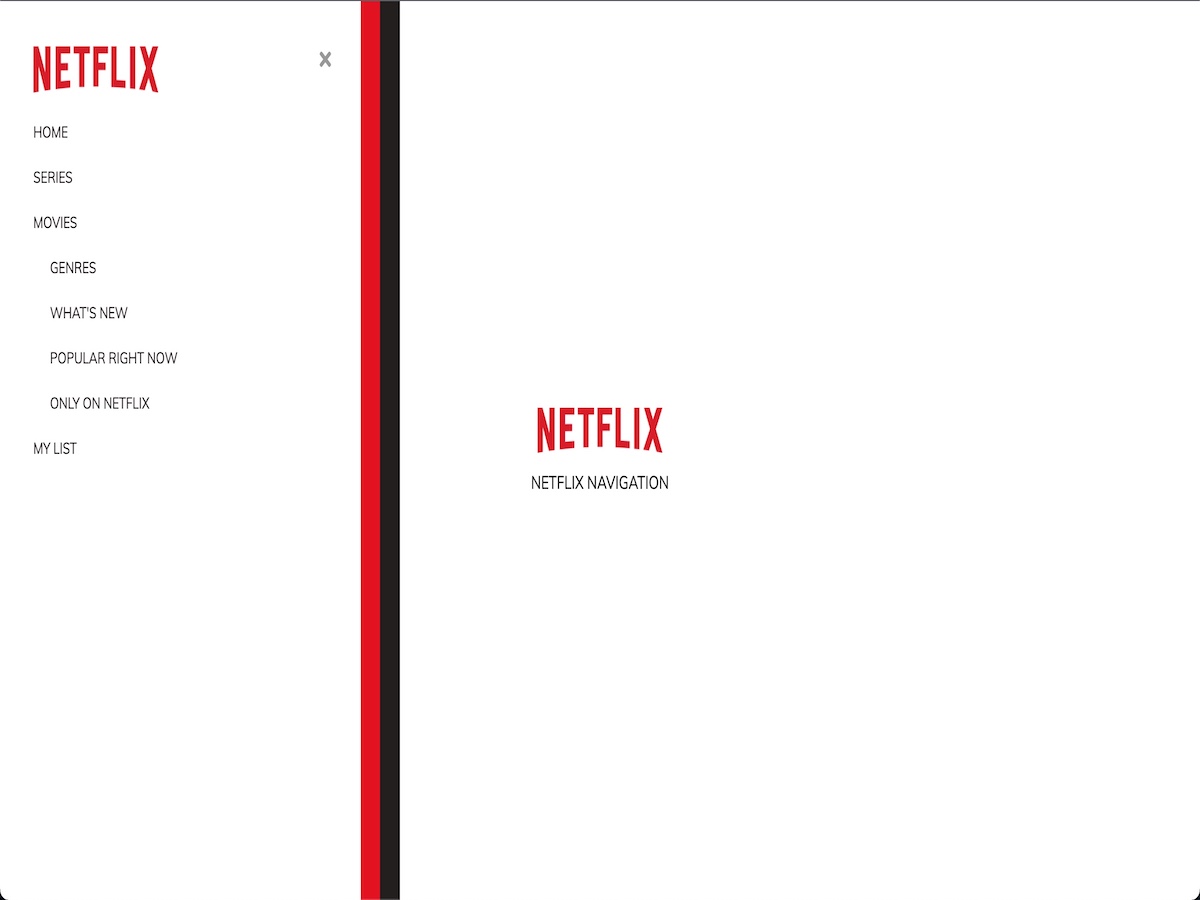 NETFLIX
HOME
SERIES
MOVIES
GENRES
WHAT'S NEW
POPULAR RIGHT NOW
ONLY ON NETFLIX
MY LIST
NETFLIX
NETFLIX NAVIGATION